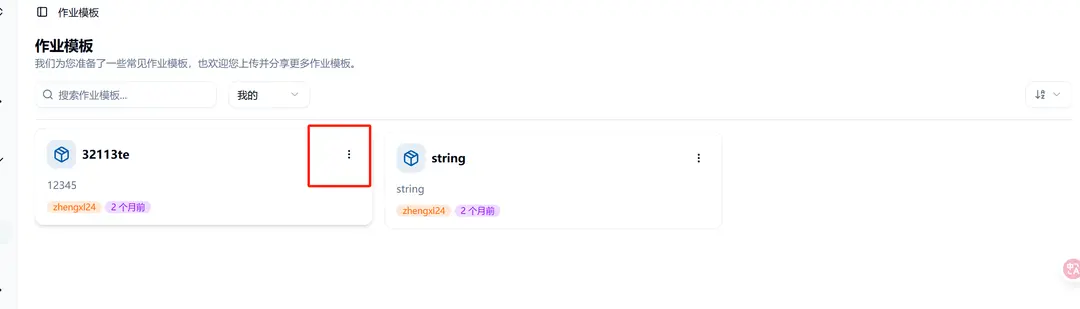 作业模板
作业模板
我们为您准备了一些常见作业模板，也欢迎您上传并分享更多作业模板。
搜索作业模板...
我的
32113te
12345
zhengxl24 2 个月前
string
string
zhengxl24 2 个月前